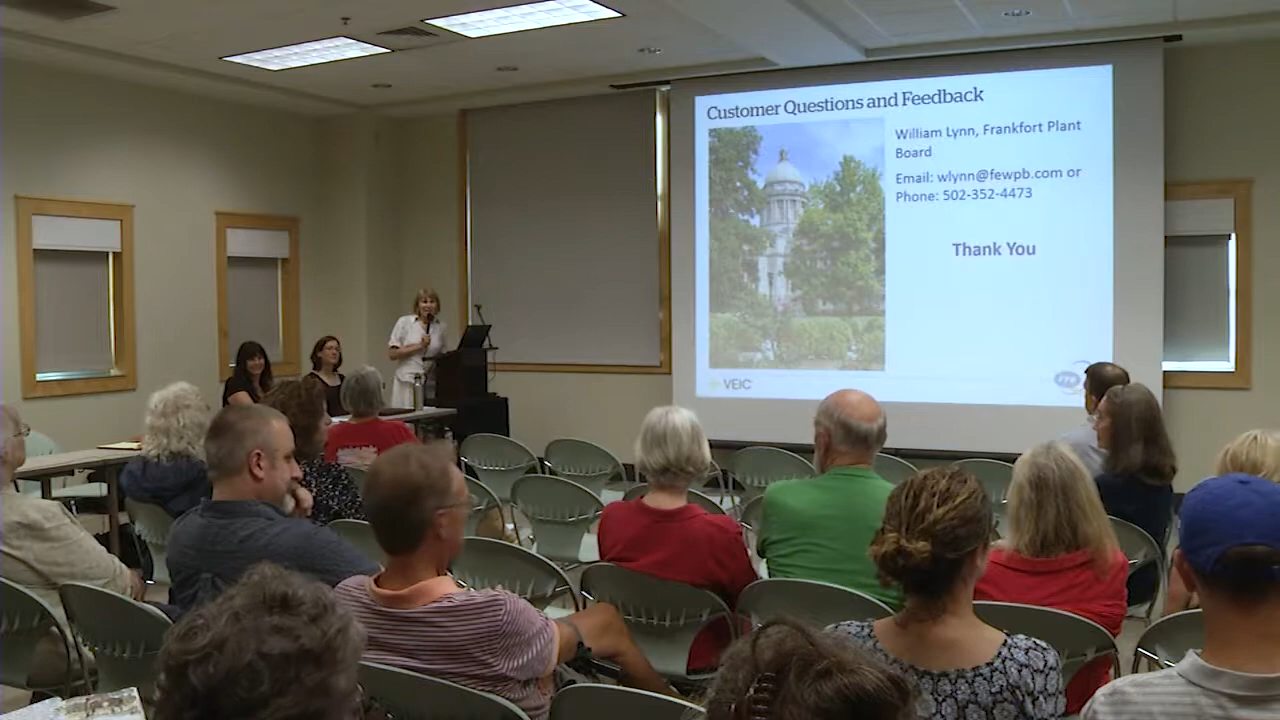 Customer Questions and Feedback
William Lynn, Frankfort Plant
Board
Email: wlynn@fewpb.com or
Phone: 502-352-4473
Thank You
VEIC